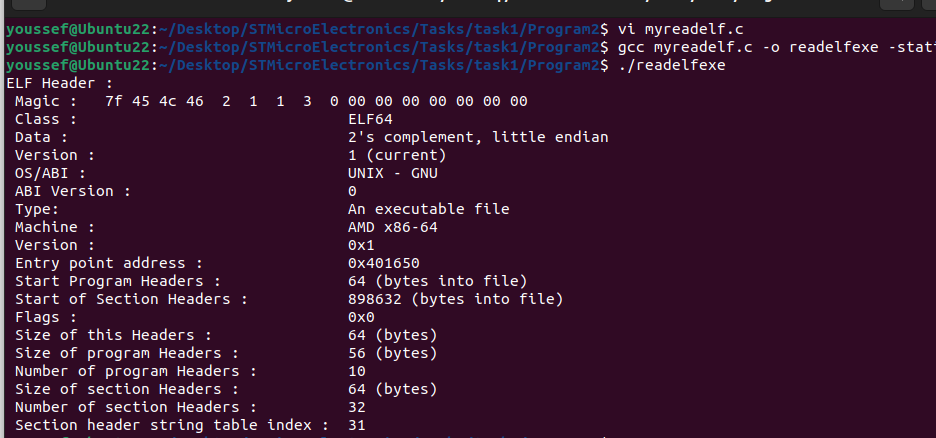 youssef@Ubuntu22:~/Desktop/STMicroElectronics/Tasks/task1/Program2$ vi myreadelf.c
youssef@Ubuntu22:~/Desktop/STMicroElectronics/Tasks/task1/Program2$ gcc myreadelf.c -o readelfexe
youssef@Ubuntu22:~/Desktop/STMicroElectronics/Tasks/task1/Program2$ ./readelfexe
ELF Header :
Magic : 7f 45 4c 46 2 1 1 3 0 00 00 00 00 00 00 00
Class : ELF64
Data : 2's complement, little endian
Version : 1 (current)
OS/ABI : UNIX - GNU
ABI Version : 0
Type: An executable file
Machine : AMD x86-64
Version : 0x1
Entry point address : 0x401650
Start Program Headers : 64 (bytes into file)
Start of Section Headers : 898632 (bytes into file)
Flags : 0x0
Size of this Headers : 64 (bytes)
Size of program Headers : 56 (bytes)
Number of program Headers : 10
Size of section Headers : 64 (bytes)
Number of section Headers : 32
Section header string table index : 31